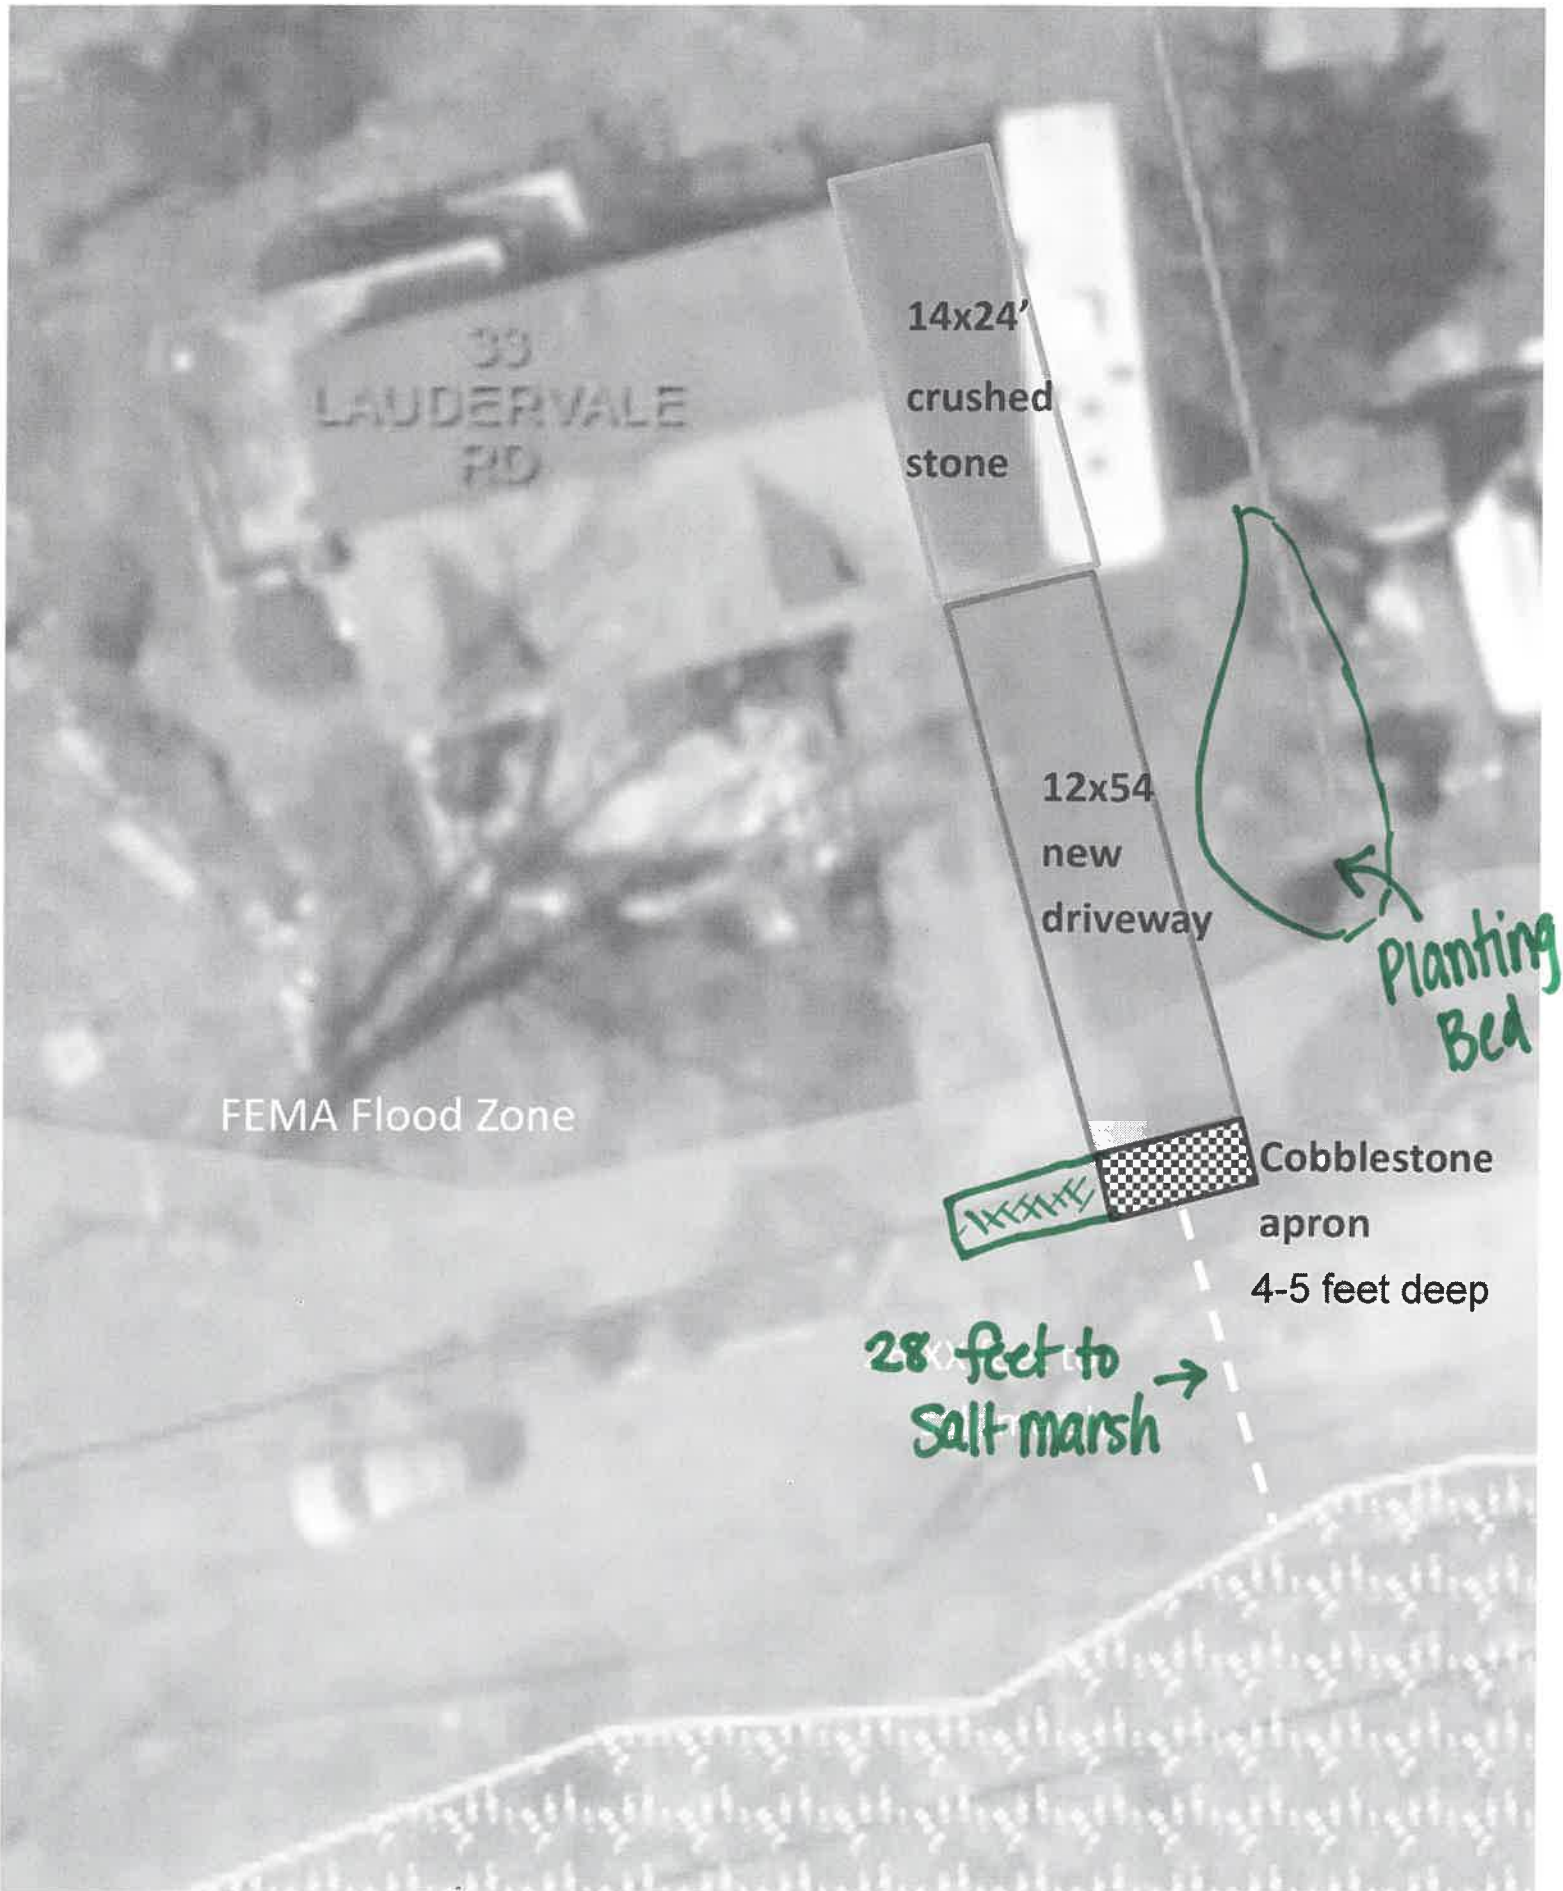 33
LAUDERVALE
RD
14x24’
crushed
stone
12x54
new
driveway
Planting
Bed
FEMA Flood Zone
Cobblestone
apron
4-5 feet deep
28 feet to
Salt marsh